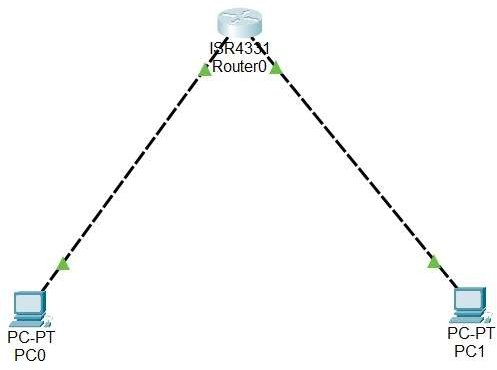 ISR4331
Router0
PC-PT
PC0
PC-PT
PC1